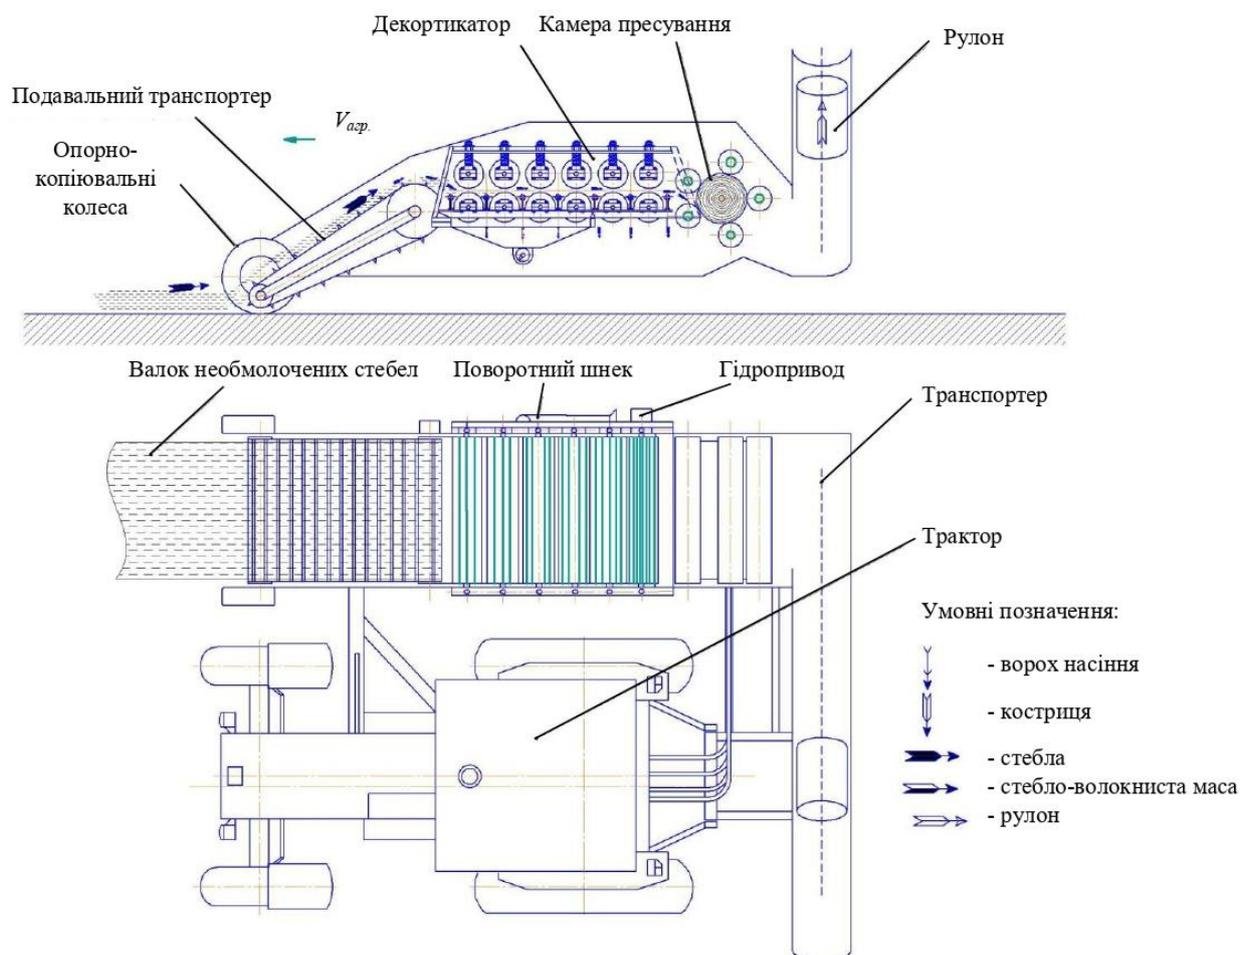 Декортикатор
Камера пресування
Рулон
Подавальний транспортер
Vагр.
Опорно-
копіювальні
колеса
Валок необмолочених стебел
Поворотний шнек
Гідропривод
Транспортер
Трактор
Умовні позначення:
- ворох насіння
- костриця
- стебла
- стебло-волокниста маса
- рулон